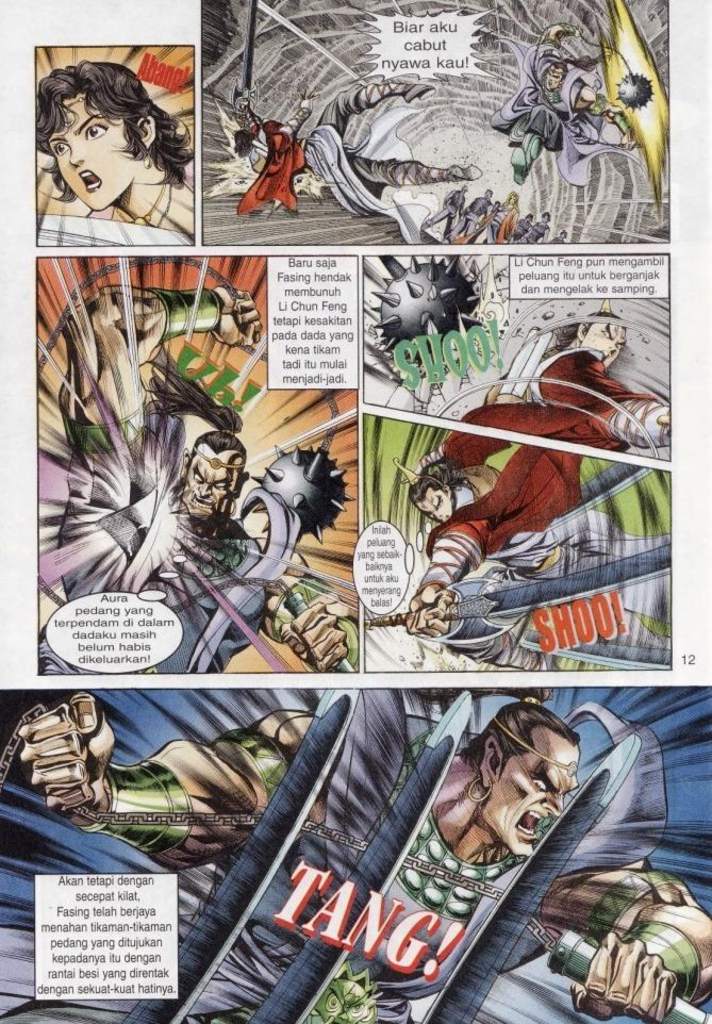 Abang!
Biar aku
cabut
nyawa kau!
Baru saja
Fasing hendak
membunuh
Li Chun Feng
tetapi kesakitan
pada dada yang
kena tikam
tadi itu mulai
menjadi-jadi.
Uh!
Aura
pedang yang
terpendam di dalam
dadaku masih
belum habis
dikeluarkan!
Li Chun Feng pun mengambil
peluang itu untuk berganjak
dan mengelak ke samping.
SHOO!
Inilah
peluang
yang sebaik-
baiknya
untuk aku
menyerang
balas!
SHOO!
12
TANG!
Akan tetapi dengan
secepat kilat,
Fasing telah berjaya
menahan tikaman-tikaman
pedang yang ditujukan
kepadanya itu dengan
rantai besi yang direntak
dengan sekuat-kuat hatinya.